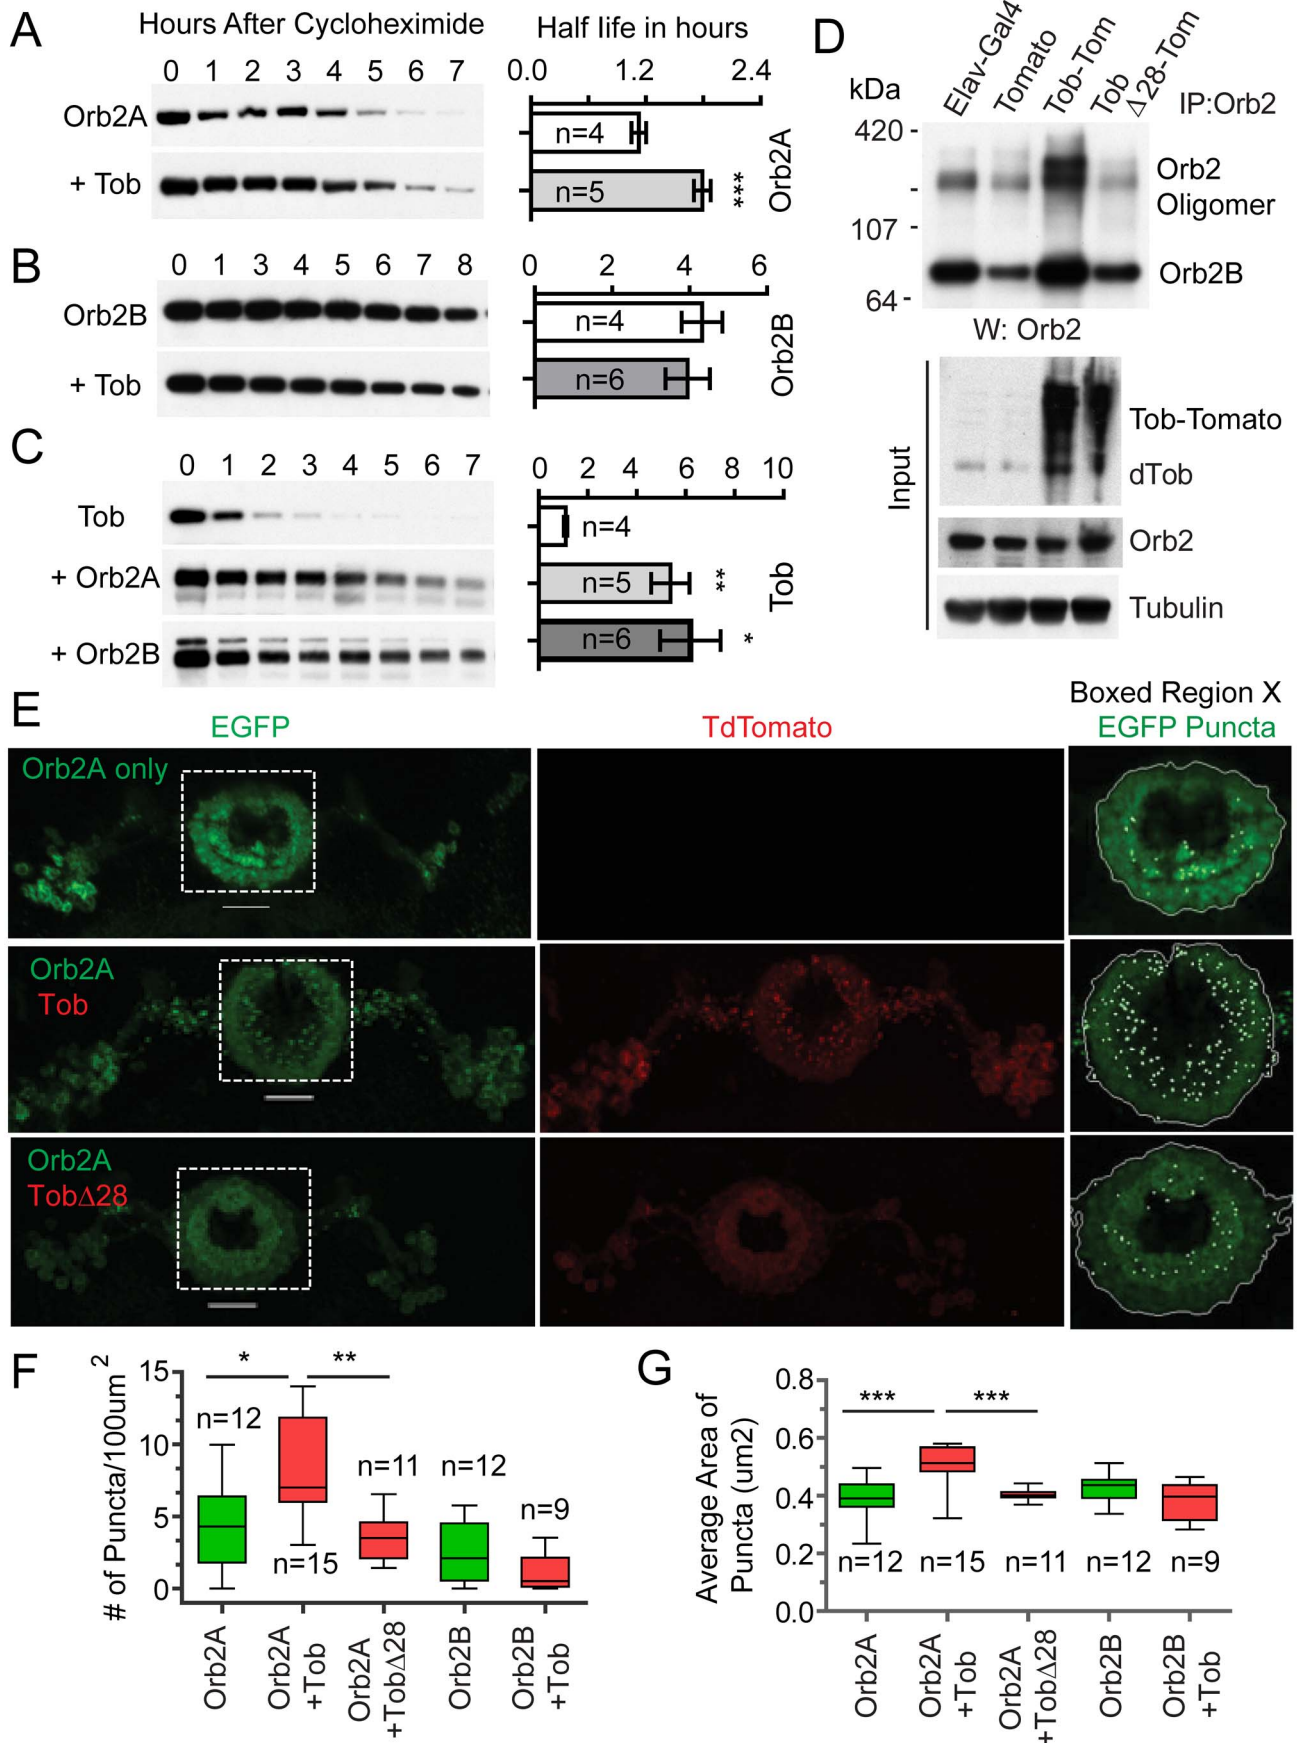 A
Hours After Cycloheximide
Half life in hours
0 1 2 3 4 5 6 7
0.0 1.2 2.4
Orb2A
+ Tob
n=4
n=5
***
Orb2A
B
0 1 3 4 5 6 7 8
0 2 4 6
Orb2B
+ Tob
n=4
n=6
Orb2B
C
0 1 2 3 4 5 6 7
0 2 4 6 8 10
Tob
+ Orb2A
+ Orb2B
n=4
n=5
**
n=6
*
Tob
D
Elav-Gal4
Tomato
Tob-Tom
Tob
Δ28-Tom
IP:Orb2
kDa
420 -
-
107 -
64 -
Orb2
Oligomer
Orb2B
W: Orb2
Input
Tob-Tomato
dTob
Orb2
Tubulin
E
EGFP
TdTomato
Boxed Region X
EGFP Puncta
Orb2A only
Orb2A
Tob
Orb2A
TobΔ28
F
# of Puncta/100um2
15
10
5
0
*
**
n=12
n=15
n=11
n=12
n=9
Orb2A
Orb2A
+Tob
Orb2A
+TobΔ28
Orb2B
Orb2B
+Tob
G
Average Area of
Puncta (um2)
0.8
0.6
0.4
0.2
0.0
***
***
n=12
n=15
n=11
n=12
n=9
Orb2A
Orb2A
+Tob
Orb2A
+TobΔ28
Orb2B
Orb2B
+Tob